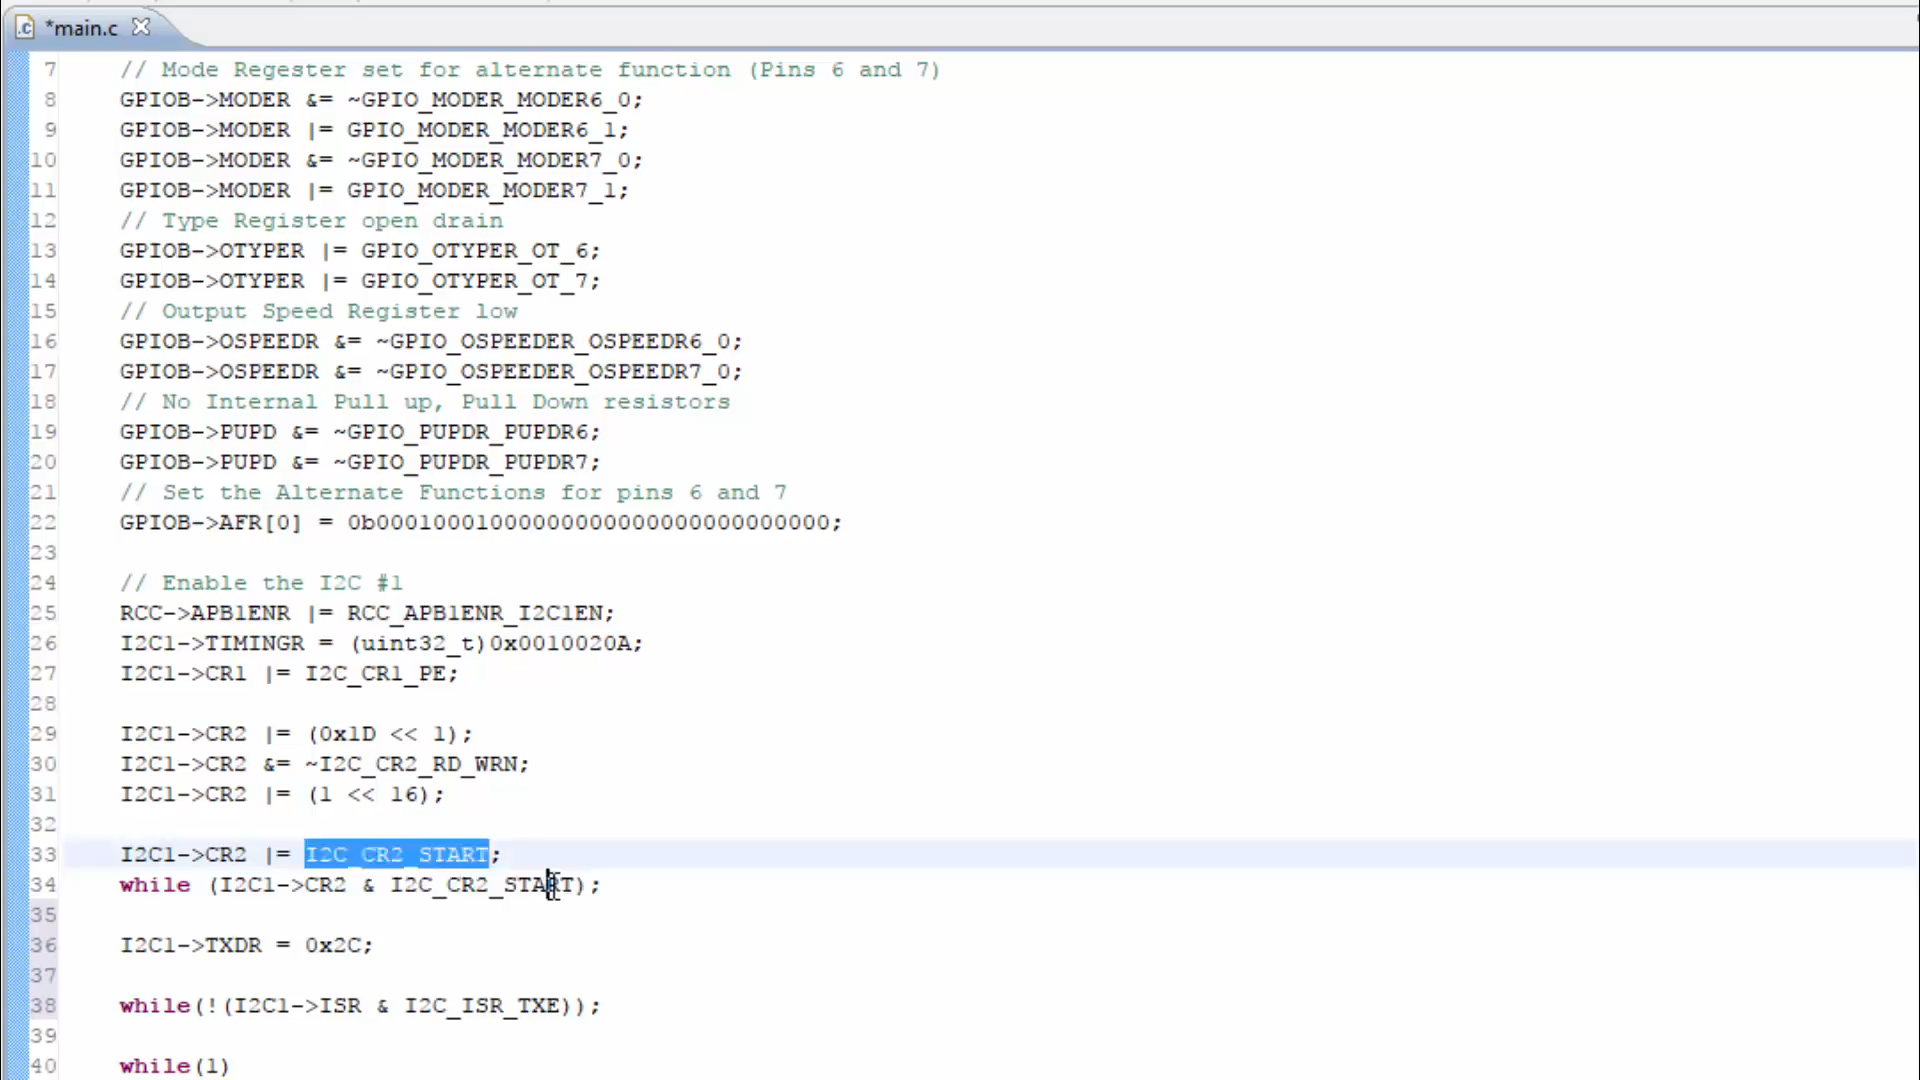 *main.c
7 // Mode Regester set for alternate function (Pins 6 and 7)
8 GPIOB->MODER &= ~GPIO_MODER_MODER6_0;
9 GPIOB->MODER |= GPIO_MODER_MODER6_1;
10 GPIOB->MODER &= ~GPIO_MODER_MODER7_0;
11 GPIOB->MODER |= GPIO_MODER_MODER7_1;
12 // Type Register open drain
13 GPIOB->OTYPER |= GPIO_OTYPER_OT_6;
14 GPIOB->OTYPER |= GPIO_OTYPER_OT_7;
15 // Output Speed Register low
16 GPIOB->OSPEEDR &= ~GPIO_OSPEEDER_OSPEEDR6_0;
17 GPIOB->OSPEEDR &= ~GPIO_OSPEEDER_OSPEEDR7_0;
18 // No Internal Pull up, Pull Down resistors
19 GPIOB->PUPD &= ~GPIO_PUPDR_PUPDR6;
20 GPIOB->PUPD &= ~GPIO_PUPDR_PUPDR7;
21 // Set the Alternate Functions for pins 6 and 7
22 GPIOB->AFR[0] = 0b00010001000000000000000000000000;
23
24 // Enable the I2C #1
25 RCC->APB1ENR |= RCC_APB1ENR_I2C1EN;
26 I2C1->TIMINGR = (uint32_t)0x0010020A;
27 I2C1->CR1 |= I2C_CR1_PE;
28
29 I2C1->CR2 |= (0x1D << 1);
30 I2C1->CR2 &= ~I2C_CR2_RD_WRN;
31 I2C1->CR2 |= (1 << 16);
32
33 I2C1->CR2 |= I2C_CR2_START;
34 while (I2C1->CR2 & I2C_CR2_START);
35
36 I2C1->TXDR = 0x2C;
37
38 while(!(I2C1->ISR & I2C_ISR_TXE));
39
40 while(1)